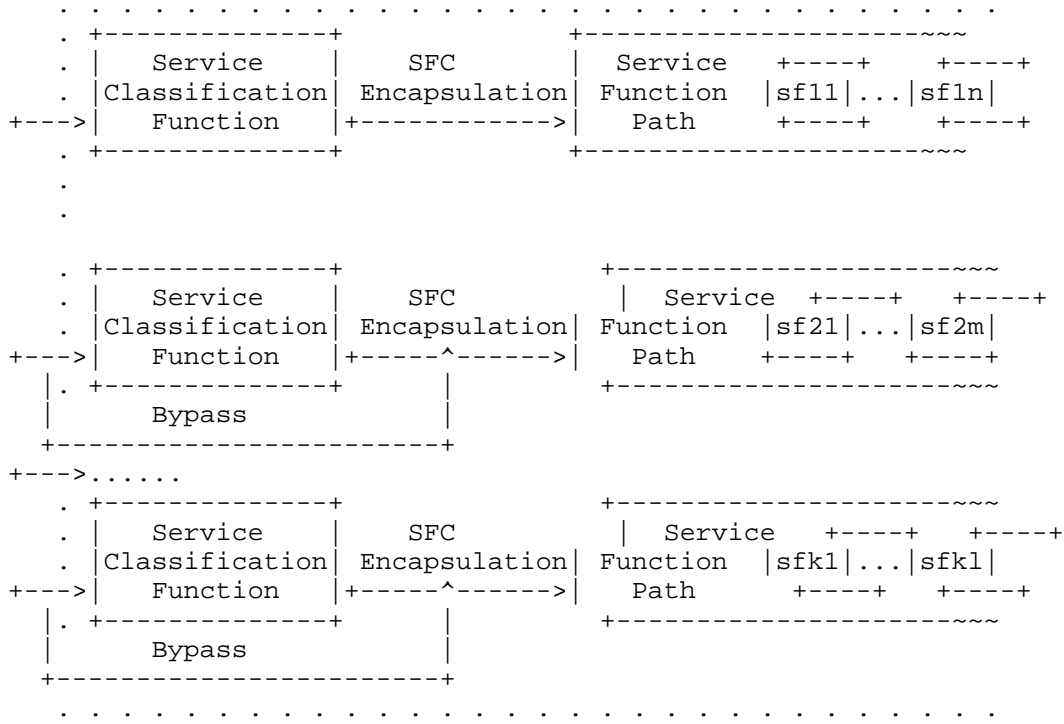 . . . . . . . . . . . . . . . . . . . . . . . . . . . . . .
. +--------------+ +---------------------~~~
. | Service | SFC | Service +----+ +----+
. |Classification| Encapsulation| Function |sf11|...|sf1n|
+--->| Function |+------------>| Path +----+ +----+
. +--------------+ +---------------------~~~
.
.
. +--------------+ +---------------------~~~
. | Service | SFC | Service +----+ +----+
. |Classification| Encapsulation| Function |sf21|...|sf2m|
+--->| Function |+-----^------>| Path +----+ +----+
|. +--------------+ | +---------------------~~~
| Bypass |
+------------------------+
+--->......
. +--------------+ +---------------------~~~
. | Service | SFC | Service +----+ +----+
. |Classification| Encapsulation| Function |sfk1|...|sfkl|
+--->| Function |+-----^------>| Path +----+ +----+
|. +--------------+ | +---------------------~~~
| Bypass |
+------------------------+
. . . . . . . . . . . . . . . . . . . . . . . . . . . . . .